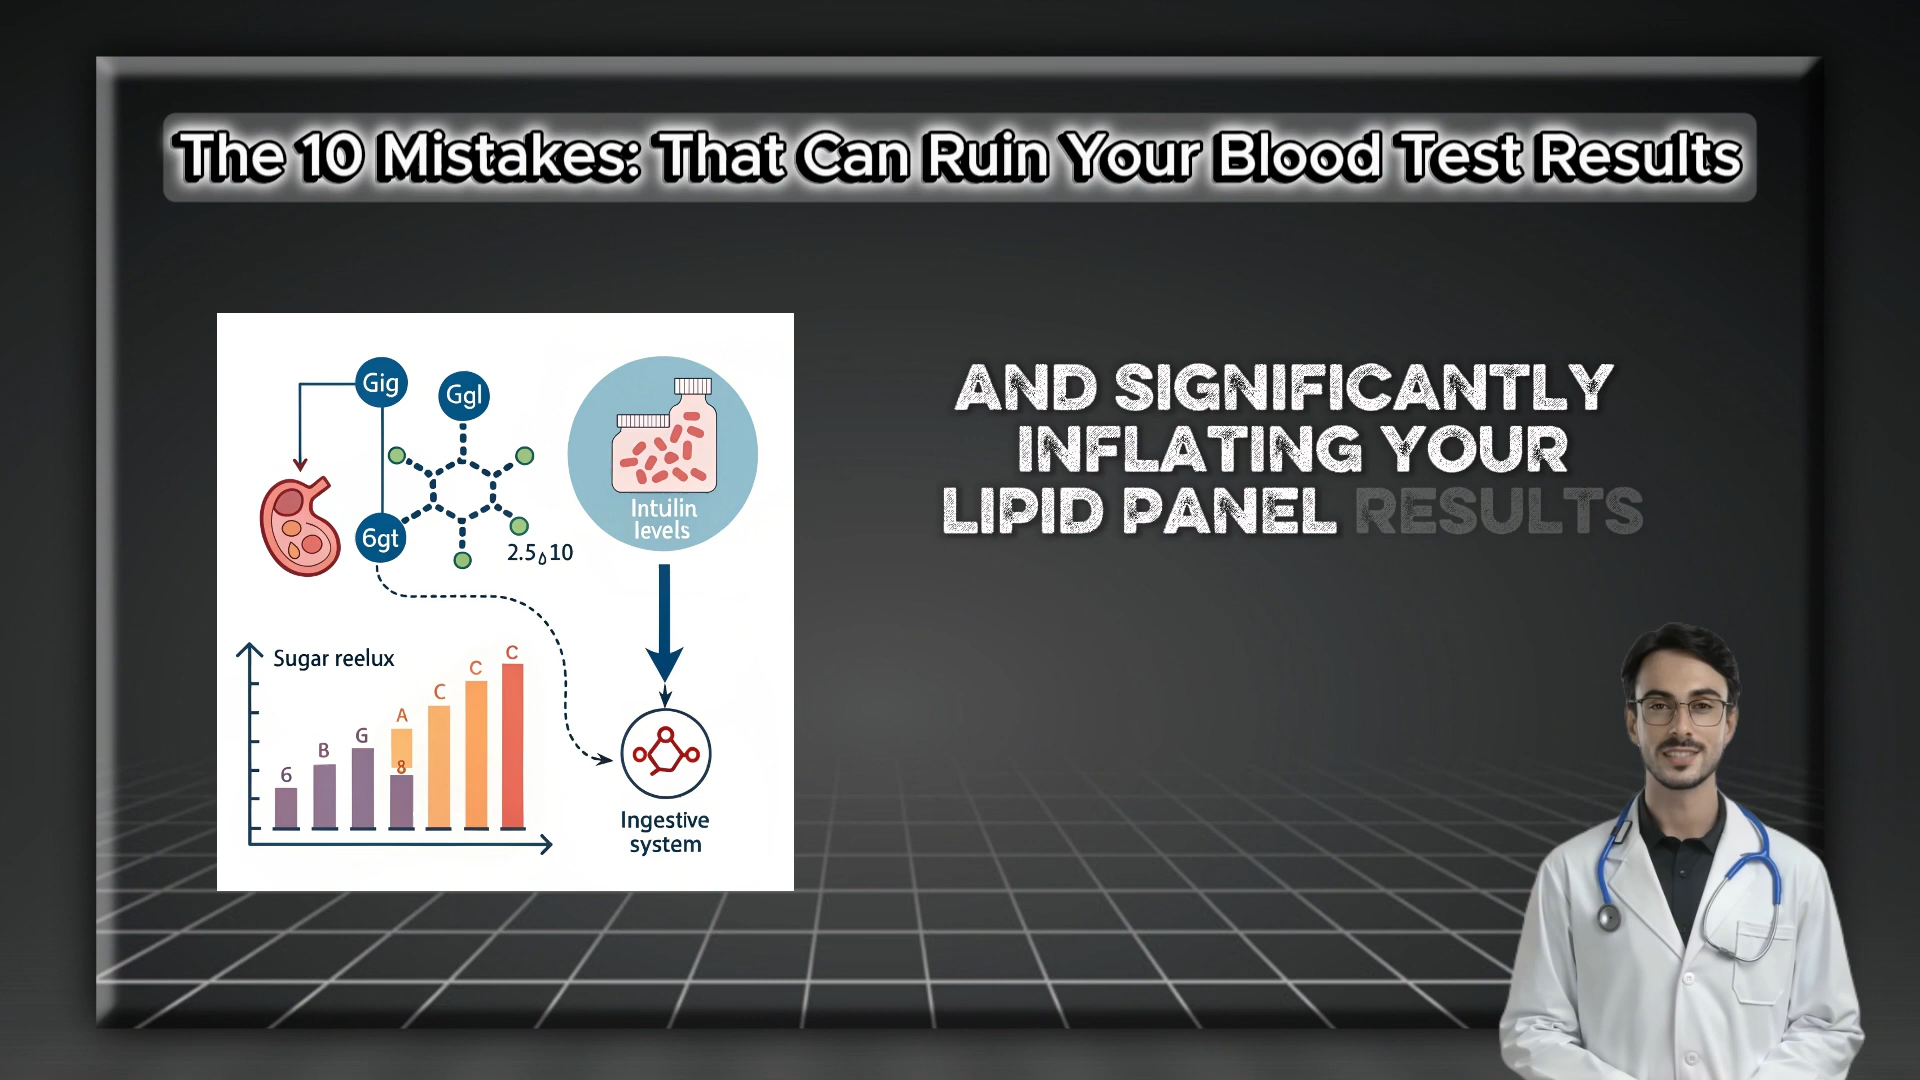 The 10 Mistakes: That Can Ruin Your Blood Test Results
Gig
Ggl
6gt
2.5 10
Intulin
levels
Sugar reelux
6
B
G
A
8
C
C
C
Ingestive
system
AND SIGNIFICANTLY
INFLATING YOUR
LIPID PANEL RESULTS